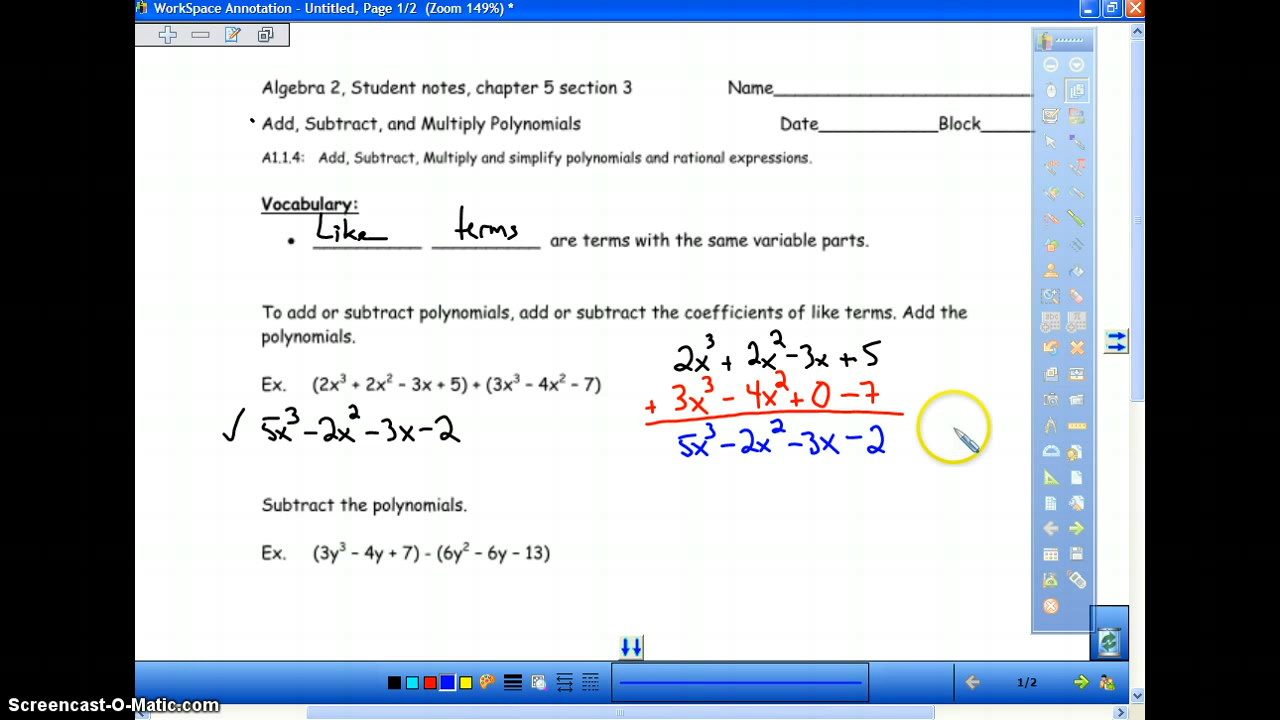 WorkSpace Annotation - Untitled, Page 1/2 (Zoom 149%) *
Algebra 2, Student notes, chapter 5 section 3 Name____________________
Add, Subtract, and Multiply Polynomials Date__________Block_____
A1.1.4: Add, Subtract, Multiply and simplify polynomials and rational expressions.
Vocabulary:
• Like terms are terms with the same variable parts.
To add or subtract polynomials, add or subtract the coefficients of like terms. Add the
polynomials.
2x³ + 2x² - 3x + 5
Ex. (2x³ + 2x² - 3x + 5) + (3x³ - 4x² - 7)
+ 3x³ - 4x² + 0 - 7
✓ 5x³ - 2x² - 3x - 2
5x³ - 2x² - 3x - 2
Subtract the polynomials.
Ex. (3y³ - 4y + 7) - (6y² - 6y - 13)
1/2
Screencast-O-Matic.com